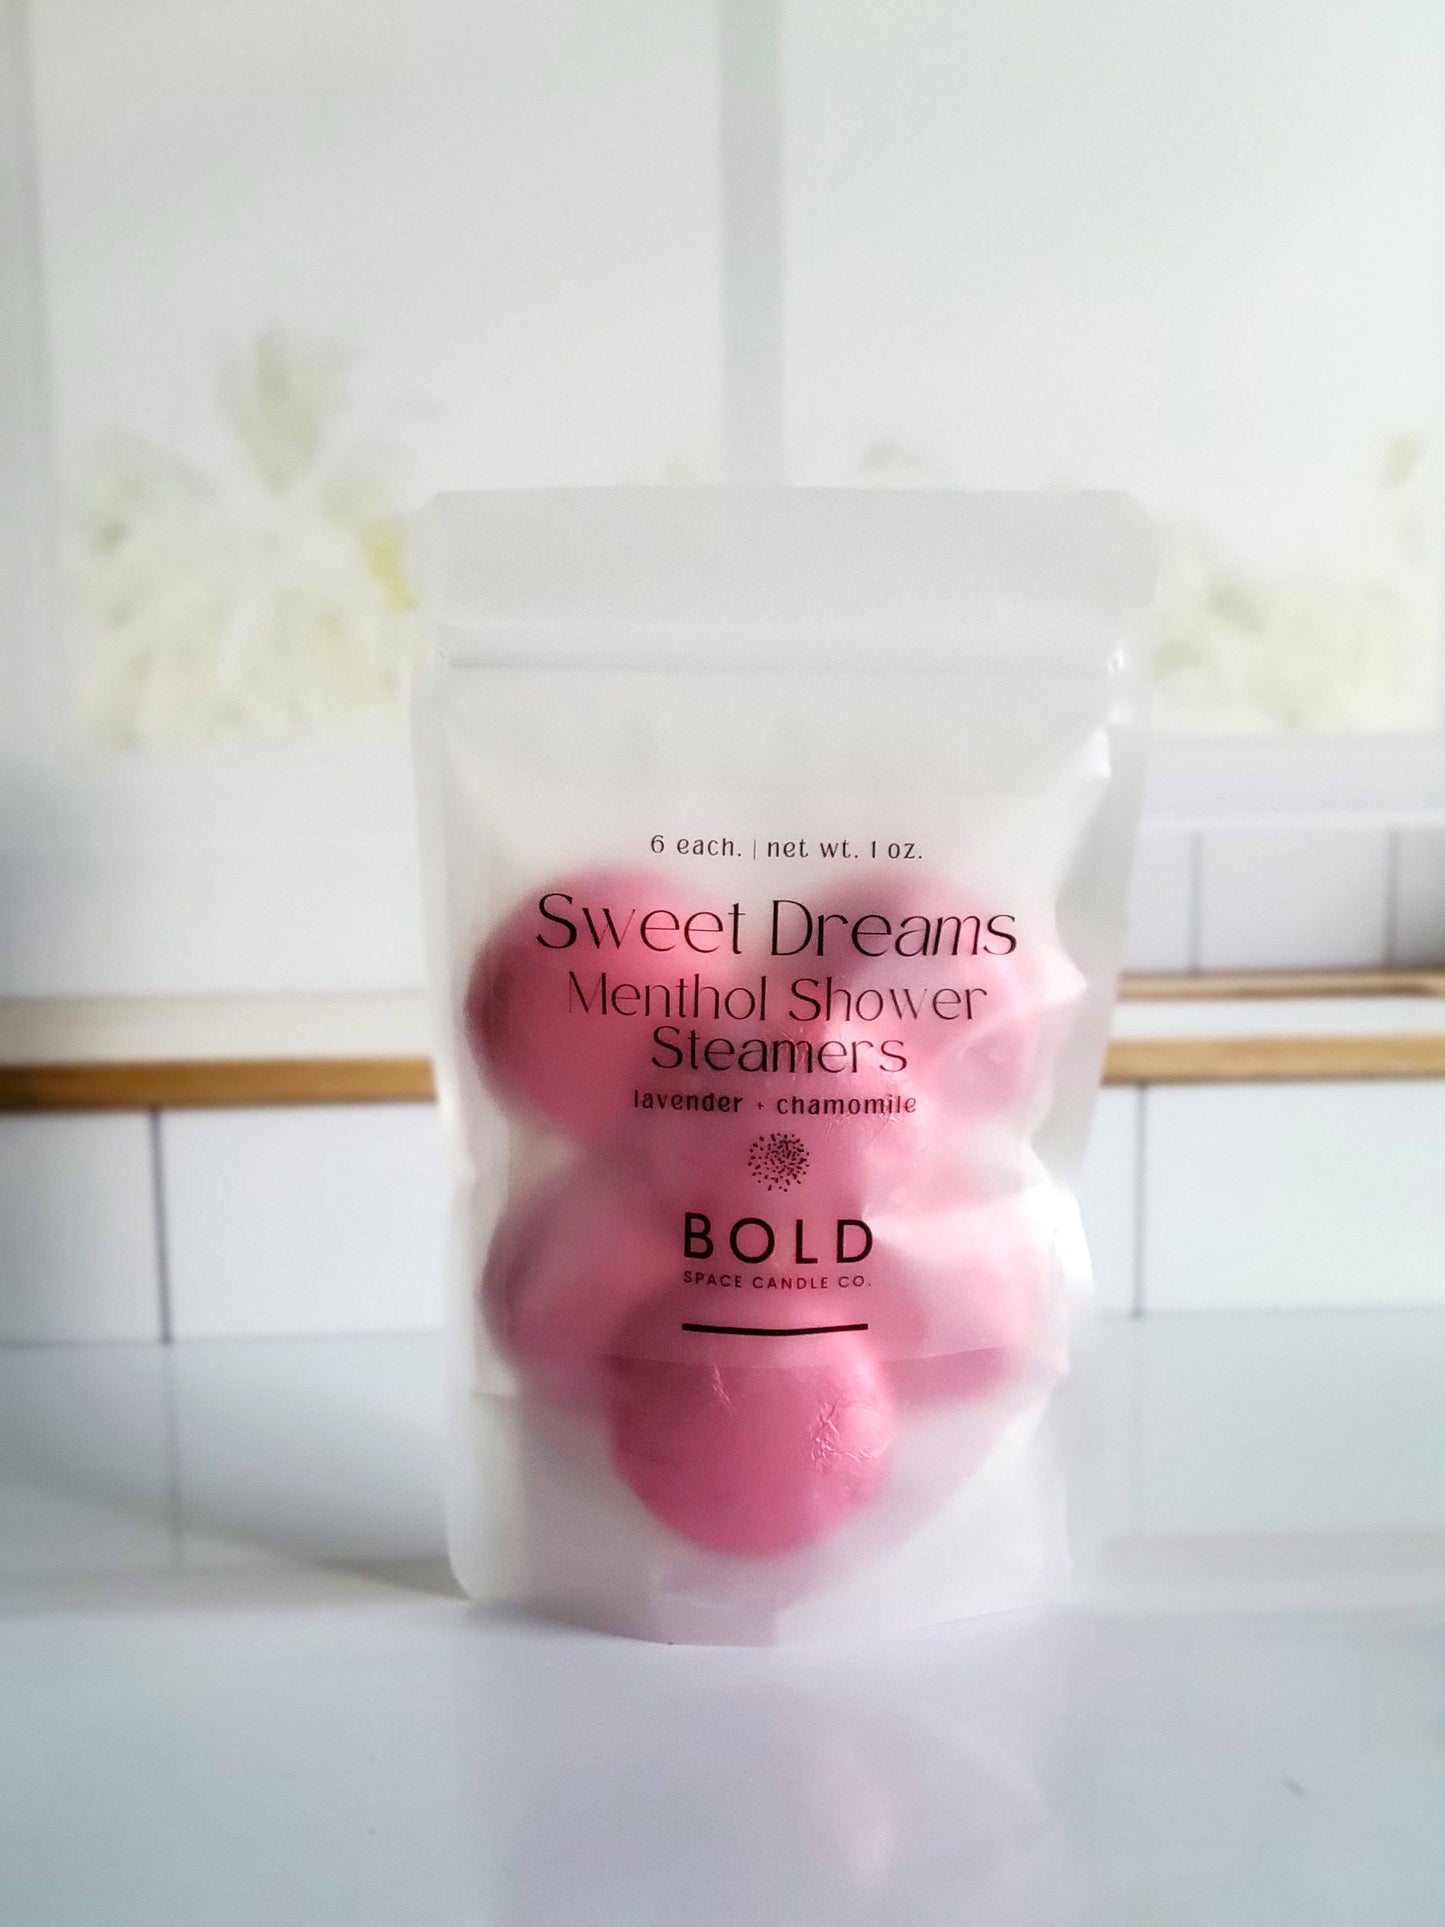 6 each. | net wt. 1 oz.
Sweet Dreams
Menthol Shower
Steamers
lavender + chamomile
BOLD
SPACE CANDLE CO.